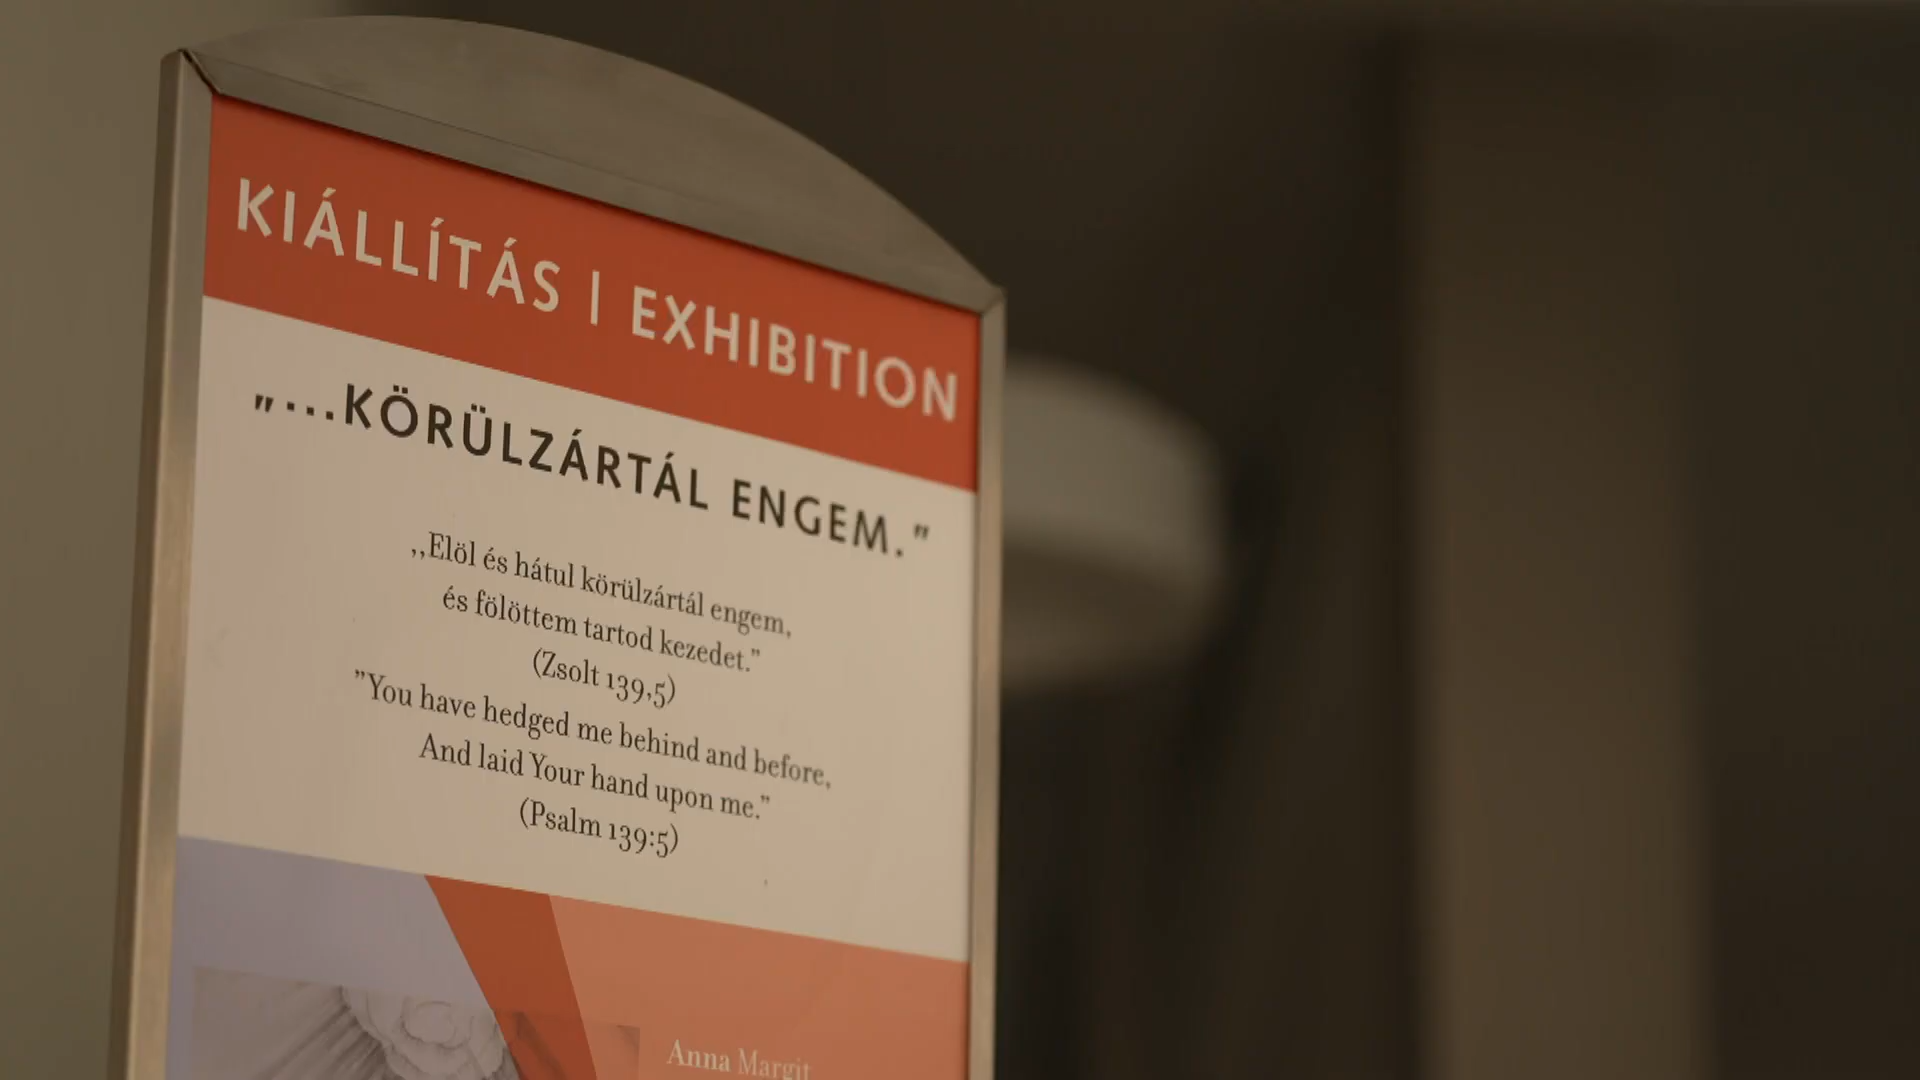 KIÁLLÍTÁS | EXHIBITION
„...KÖRÜLZÁRTÁL ENGEM."
,,Elöl és hátul körülzártál engem,
és fölöttem tartod kezedet.”
(Zsolt 139,5)
”You have hedged me behind and before,
And laid Your hand upon me.”
(Psalm 139:5)
Anna Margit